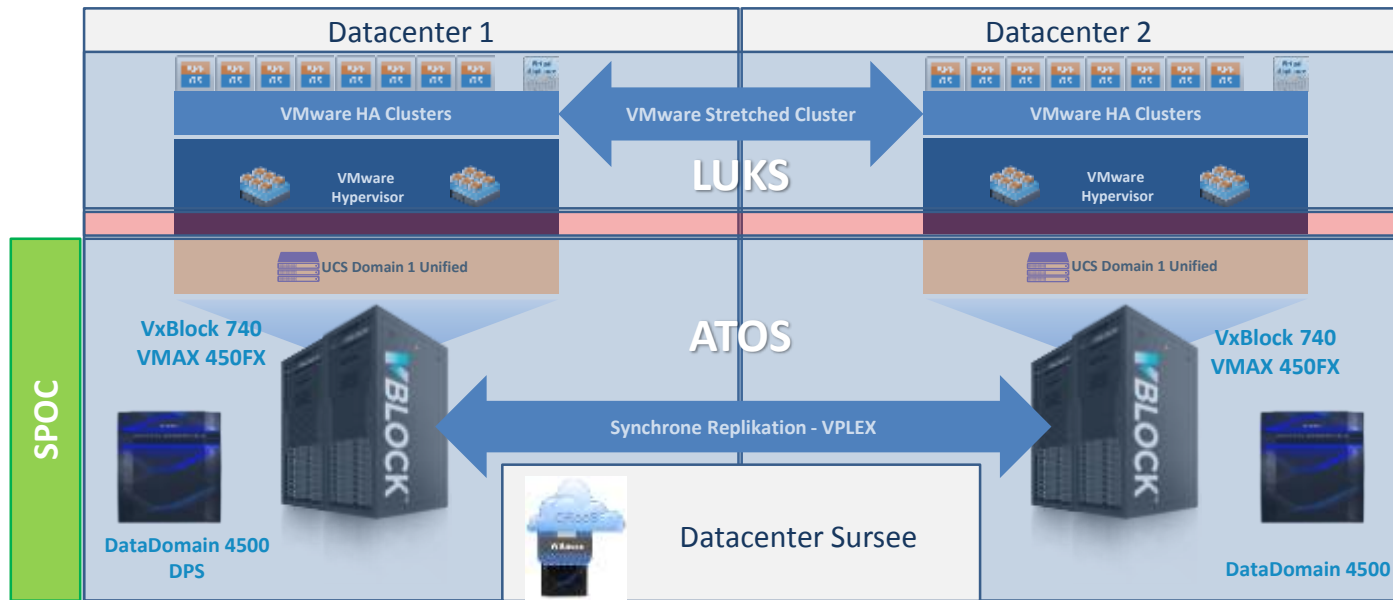 Datacenter 1
Datacenter 2
VMware HA Clusters
VMware Stretched Cluster
VMware HA Clusters
LUKS
VMware
Hypervisor
VMware
Hypervisor
UCS Domain 1 Unified
UCS Domain 1 Unified
ATOS
VxBlock 740
VMAX 450FX
VxBlock 740
VMAX 450FX
VBLOCK
VBLOCK
SPOC
Synchrone Replikation - VPLEX
Datacenter Sursee
DataDomain 4500
DPS
DataDomain 4500